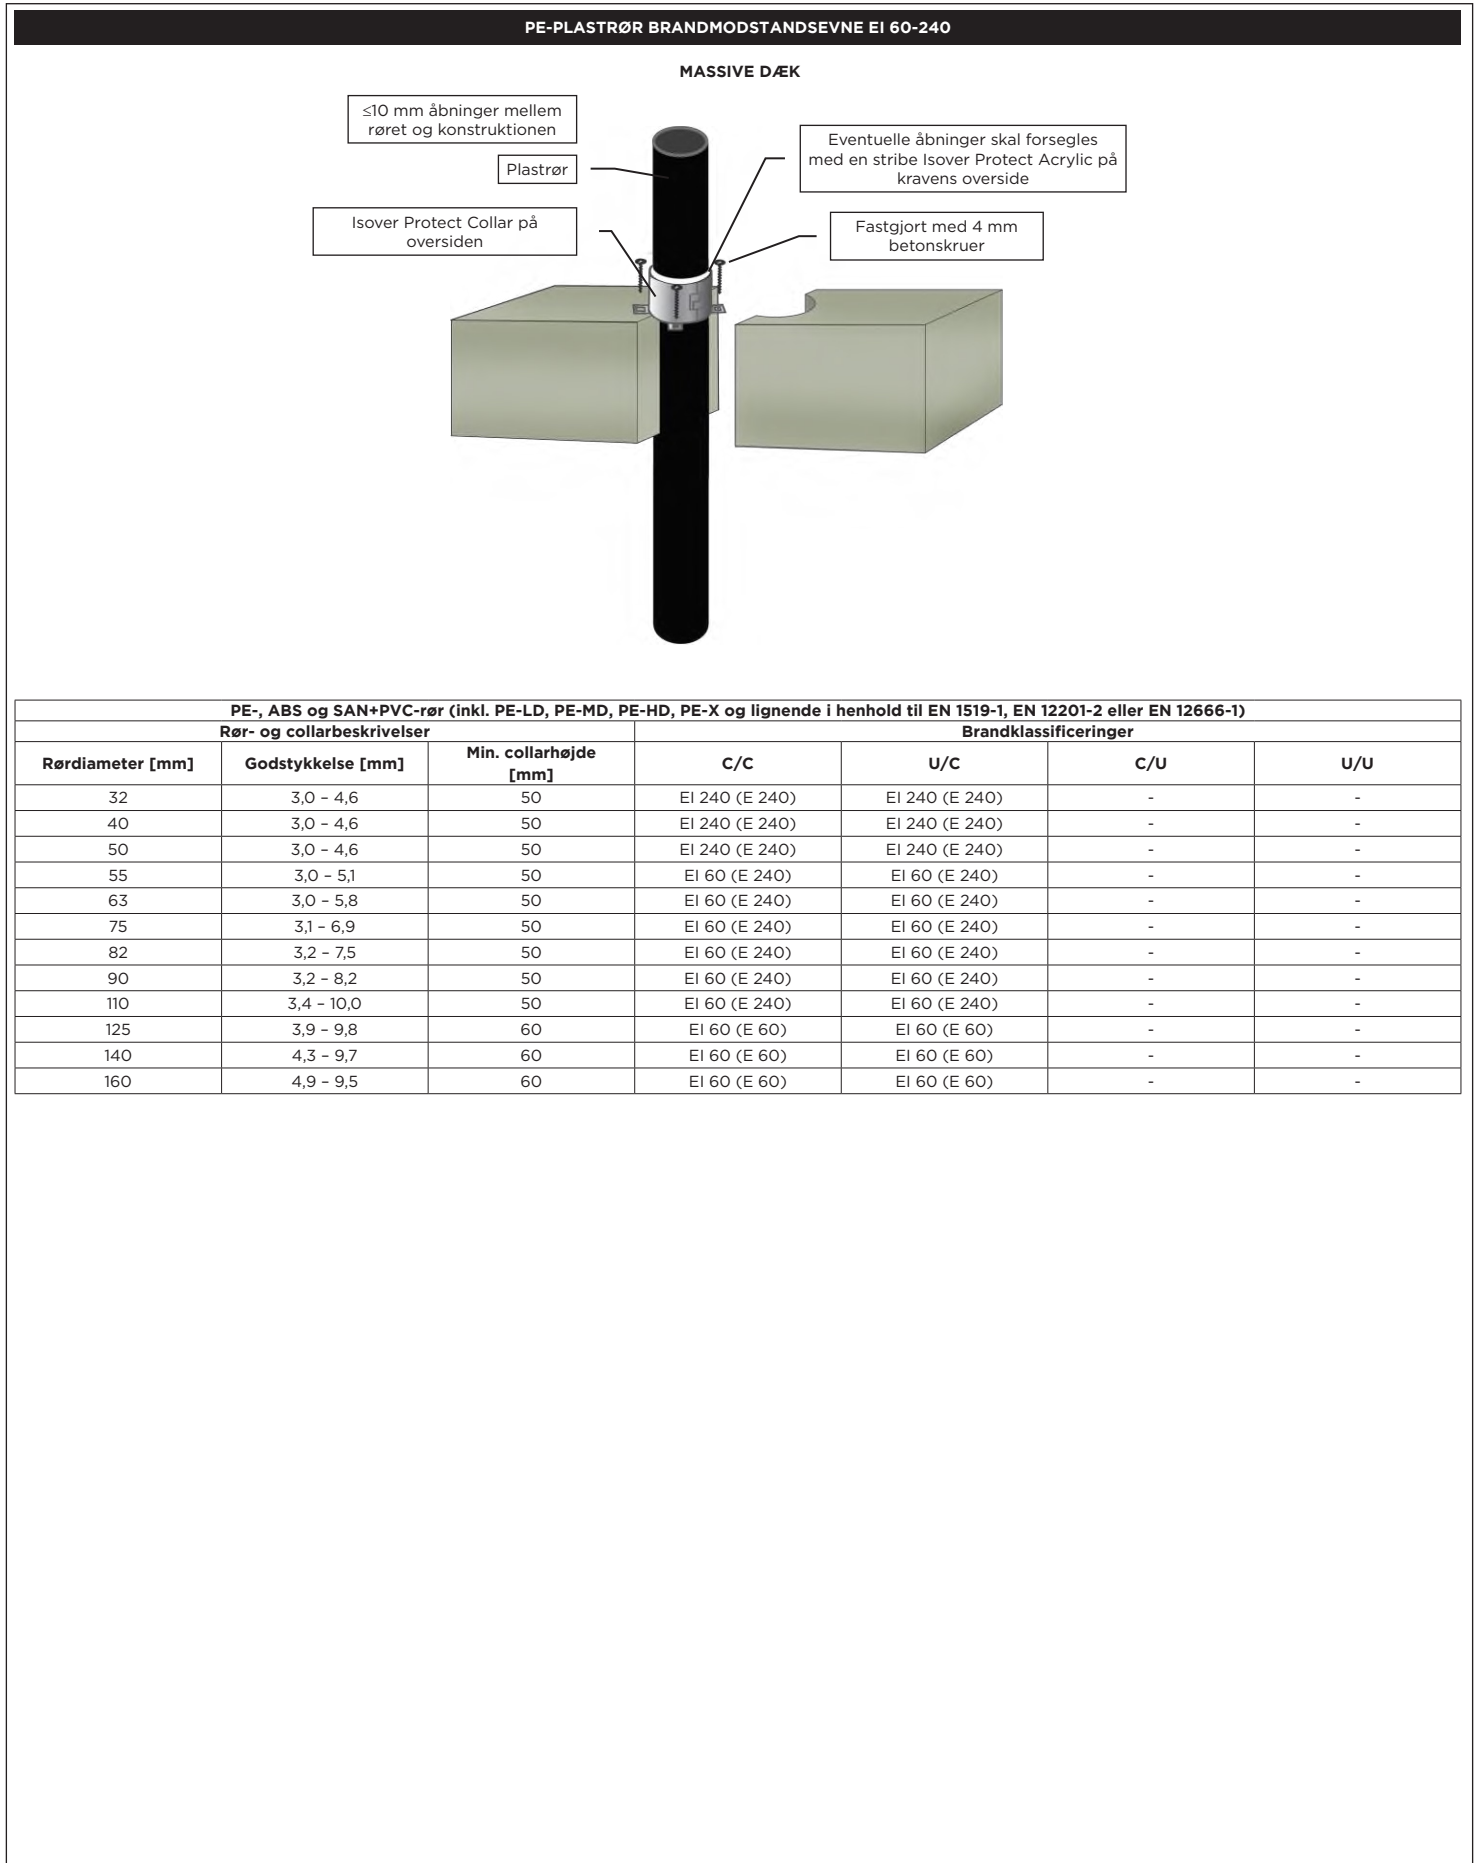 PE-PLASTRØR BRANDMODSTANDSEVNE EI 60-240
MASSIVE DÆK
≤10 mm åbninger mellem
røret og konstruktionen
Plastrør
Isover Protect Collar på
oversiden
Eventuelle åbninger skal forsegles
med en stribe Isover Protect Acrylic på
kravens overside
Fastgjort med 4 mm
betonskruer
PE-, ABS og SAN+PVC-rør (inkl. PE-LD, PE-MD, PE-HD, PE-X og lignende i henhold til EN 1519-1, EN 12201-2 eller EN 12666-1)
Rør- og collarbeskrivelser Brandklassificeringer
Rørdiameter [mm] Godstykkelse [mm] Min. collarhøjde [mm] C/C U/C C/U U/U
32 3,0 – 4,6 50 EI 240 (E 240) EI 240 (E 240) - -
40 3,0 – 4,6 50 EI 240 (E 240) EI 240 (E 240) - -
50 3,0 – 4,6 50 EI 240 (E 240) EI 240 (E 240) - -
55 3,0 – 5,1 50 EI 60 (E 240) EI 60 (E 240) - -
63 3,0 – 5,8 50 EI 60 (E 240) EI 60 (E 240) - -
75 3,1 – 6,9 50 EI 60 (E 240) EI 60 (E 240) - -
82 3,2 – 7,5 50 EI 60 (E 240) EI 60 (E 240) - -
90 3,2 – 8,2 50 EI 60 (E 240) EI 60 (E 240) - -
110 3,4 – 10,0 50 EI 60 (E 240) EI 60 (E 240) - -
125 3,9 – 9,8 60 EI 60 (E 60) EI 60 (E 60) - -
140 4,3 – 9,7 60 EI 60 (E 60) EI 60 (E 60) - -
160 4,9 – 9,5 60 EI 60 (E 60) EI 60 (E 60) - -